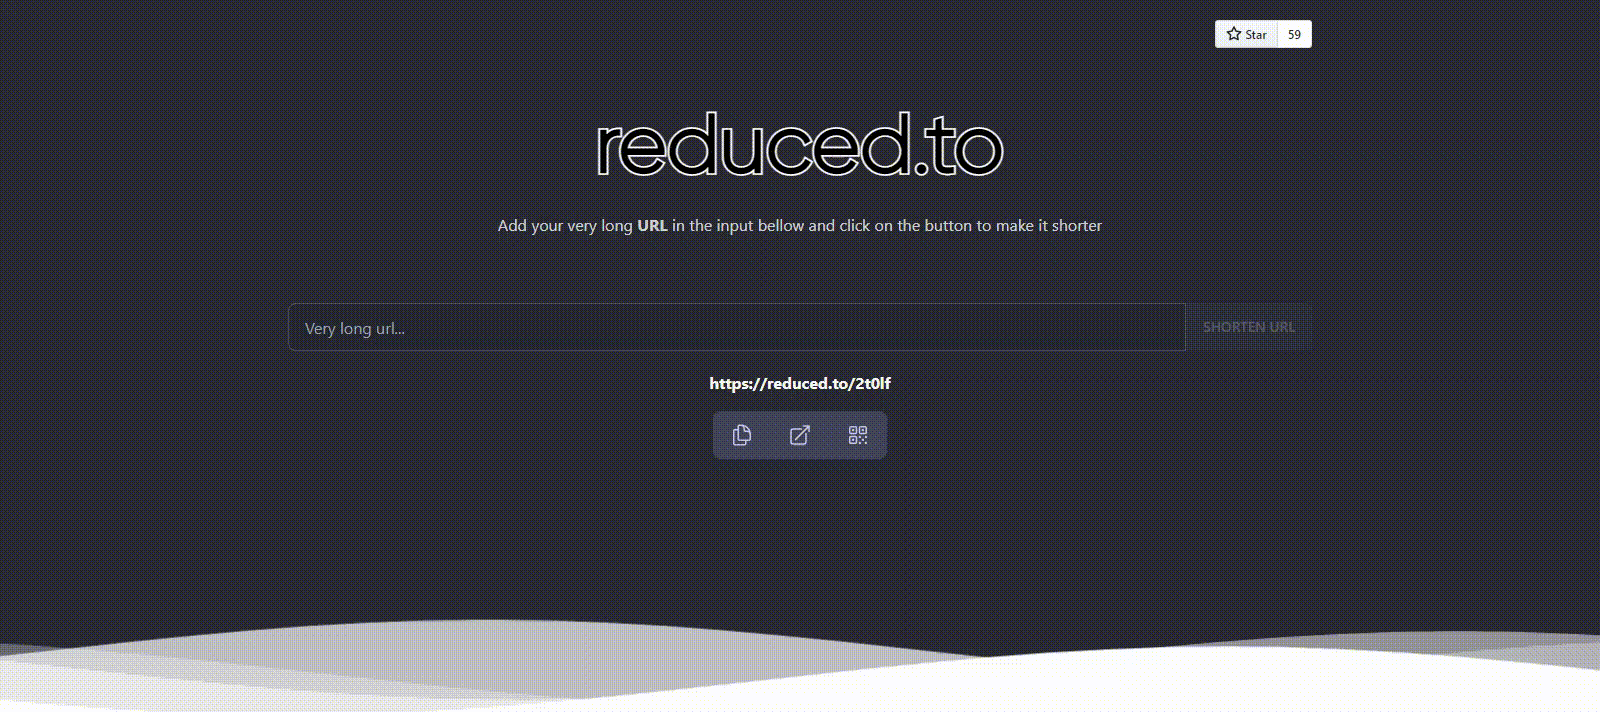 Star 59
reduced.to
Add your very long URL in the input bellow and click on the button to make it shorter
Very long url...
SHORTEN URL
https://reduced.to/2t0lf